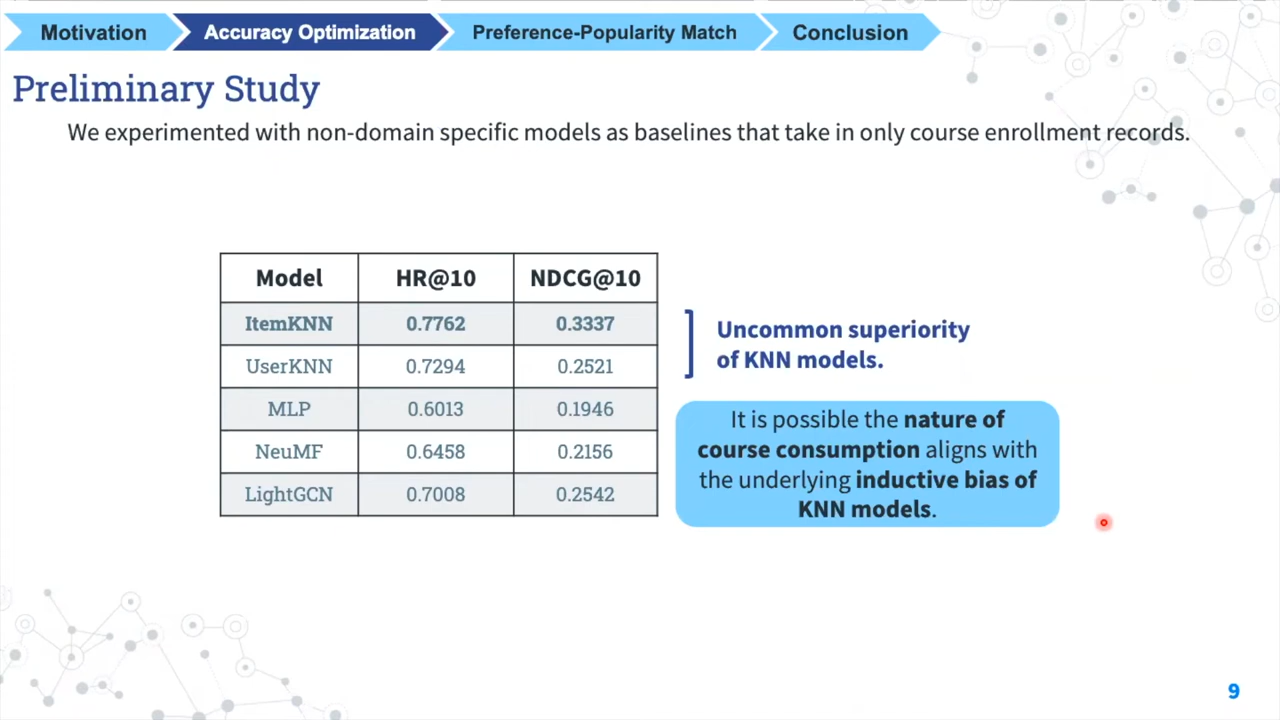 Motivation
Accuracy Optimization
Preference-Popularity Match
Conclusion
Preliminary Study
We experimented with non-domain specific models as baselines that take in only course enrollment records.
Model HR@10 NDCG@10
ItemKNN 0.7762 0.3337
UserKNN 0.7294 0.2521
MLP 0.6013 0.1946
NeuMF 0.6458 0.2156
LightGCN 0.7008 0.2542
Uncommon superiority
of KNN models.
It is possible the nature of
course consumption aligns with
the underlying inductive bias of
KNN models.
9